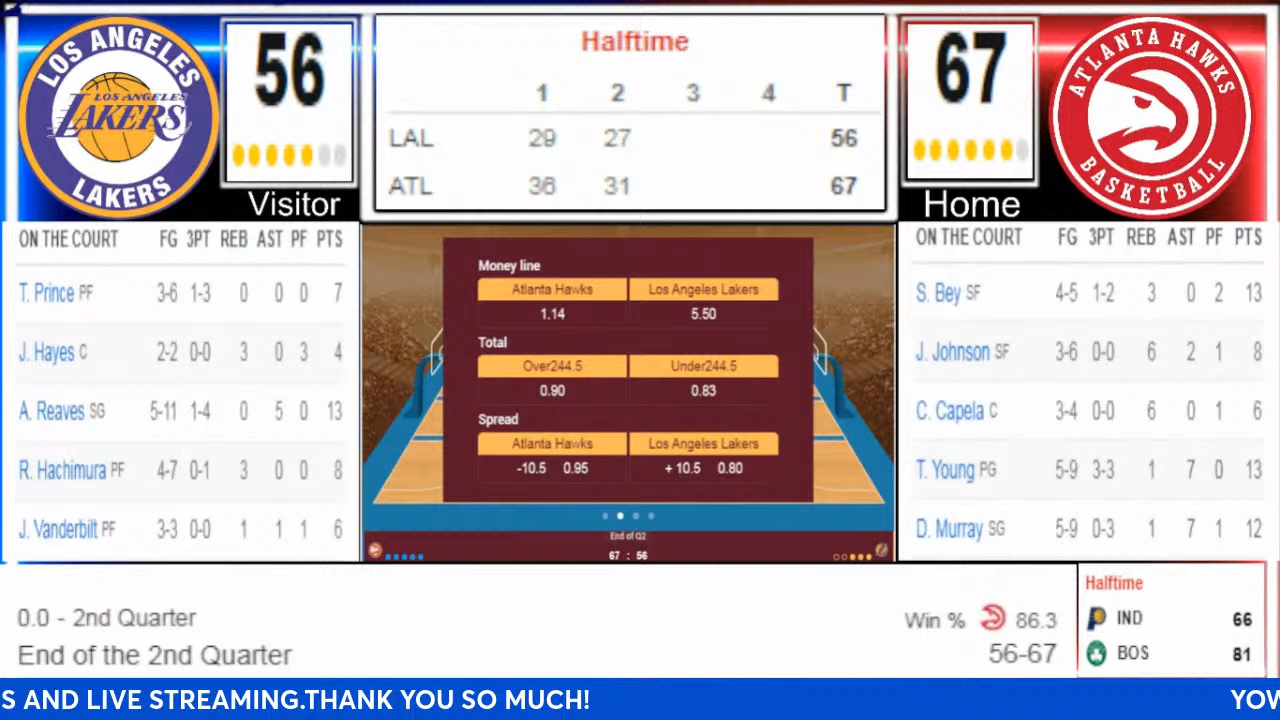 LOS ANGELES
LOS ANGELES
LAKERS
LAKERS
56
Visitor
Halftime
1 2 3 4 T
LAL 29 27 56
ATL 36 31 67
67
Home
ATLANTA HAWKS
BASKETBALL
ON THE COURT FG 3PT REB AST PF PTS
T. Prince PF 3-6 1-3 0 0 0 7
J. Hayes C 2-2 0-0 3 0 3 4
A. Reaves SG 5-11 1-4 0 5 0 13
R. Hachimura PF 4-7 0-1 3 0 0 8
J. Vanderbilt PF 3-3 0-0 1 1 1 6
Money line
Atlanta Hawks Los Angeles Lakers
1.14 5.50
Total
Over244.5 Under244.5
0.90 0.83
Spread
Atlanta Hawks Los Angeles Lakers
-10.5 0.95 + 10.5 0.80
End of Q2
67 : 56
ON THE COURT FG 3PT REB AST PF PTS
S. Bey SF 4-5 1-2 3 0 2 13
J. Johnson SF 3-6 0-0 6 2 1 8
C. Capela C 3-4 0-0 6 0 1 6
T. Young PG 5-9 3-3 1 7 0 13
D. Murray SG 5-9 0-3 1 7 1 12
0.0 - 2nd Quarter
End of the 2nd Quarter
Win % 86.3
56-67
Halftime
IND 66
BOS 81
S AND LIVE STREAMING.THANK YOU SO MUCH! YOW